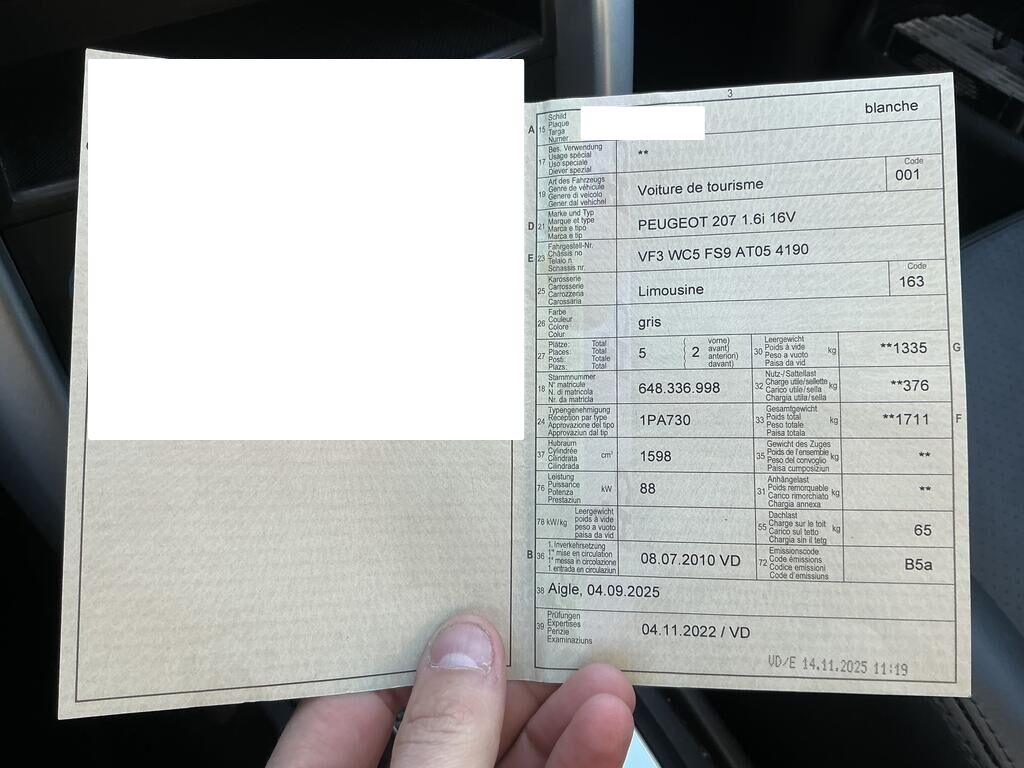 3
A 15 Schild
Plaque
Targa
Numer
blanche
17 Bes. Verwendung
Usage spécial
Uso speciale
Diever spezial
**
19 Art des Fahrzeugs
Genre de véhicule
Genere di veicolo
Gener dal vehichel
Voiture de tourisme
Code
001
D 21 Marke und Typ
Marque et type
Marca e tipo
Marca e tip
PEUGEOT 207 1.6i 16V
E 23 Fahrgestell-Nr.
Châssis no
Telaio n.
Schassis nr.
VF3 WC5 FS9 AT05 4190
25 Karosserie
Carrosserie
Carrozzeria
Carossaria
Limousine
Code
163
26 Farbe
Couleur
Colore
Colur
gris
27 Plätze: Total
Places: Total
Posti: Totale
Plazs: Total
5
( 2 vorne)
( avant)
anteriori)
davant)
30 Leergewicht
Poids à vide
Peso a vuoto
Paisa da vid
kg
**1335
G
18 Stammnummer
N° matricule
N. di matricola
Nr. da matricla
648.336.998
32 Nutz-/Sattellast
Charge utile/sellette
Carico utile/sella
Chargia utila/sella
kg
**376
24 Typengenehmigung
Réception par type
Approvazione del tipo
Approvaziun dal tip
1PA730
33 Gesamtgewicht
Poids total
Peso totale
Paisa totala
kg
**1711
F
37 Hubraum
Cylindrée
Cilindrata
Cilindrada
cm³
1598
35 Gewicht des Zuges
Poids de l'ensemble
Peso del convoglio
Paisa cumposiziun
kg
**
76 Leistung
Puissance
Potenza
Prestaziun
kW
88
31 Anhängelast
Poids remorquable
Carico rimorchiato
Chargia annexa
kg
**
78 kW/kg Leergewicht
poids à vide
peso a vuoto
paisa da vid
55 Dachlast
Charge sur le toit
Carico sul tetto
Chargia sin il tetg
kg
65
B 36 1. Inverkehrsetzung
1re mise en circulation
1a messa in circolazione
1. entrada en circulaziun
08.07.2010 VD
72 Emissionscode
Code émissions
Codice emissioni
Code d'emissiuns
B5a
38 Aigle, 04.09.2025
39 Prüfungen
Expertises
Perizie
Examinaziuns
04.11.2022 / VD
VD/E 14.11.2025 11:19